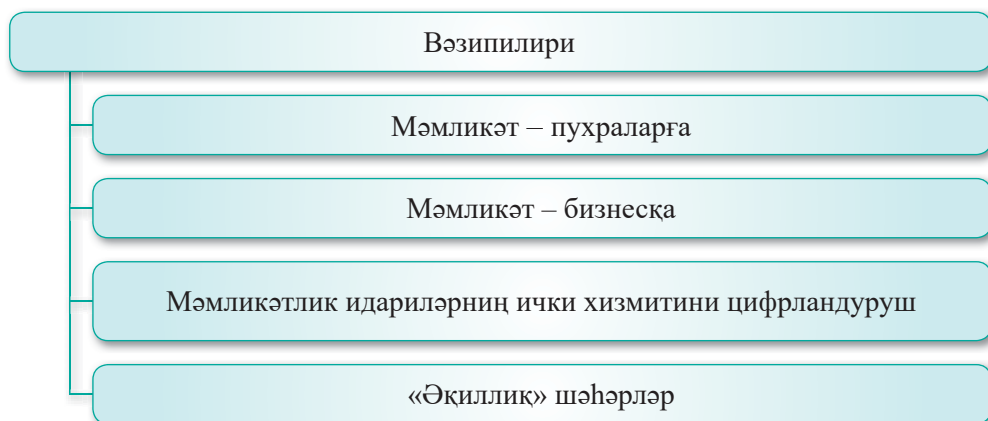 Вәзипилири
Мәмликәт – пухраларға
Мәмликәт – бизнесқа
Мәмликәтлик идариләрниң ички хизмитини цифрландуруш
«Әқиллиқ» шәһәрләр